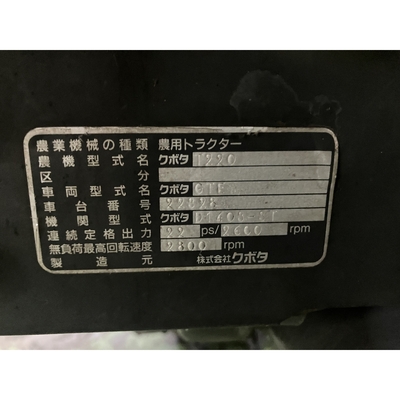 農業機械の種類 農用トラクター
農機型式名 クボタ
区分
車両型式名 クボタ
車台番号
機関型式 クボタ
連続定格出力 22 ps/2600 rpm
無負荷最高回転速度 2800 rpm
製造元 株式会社クボタ